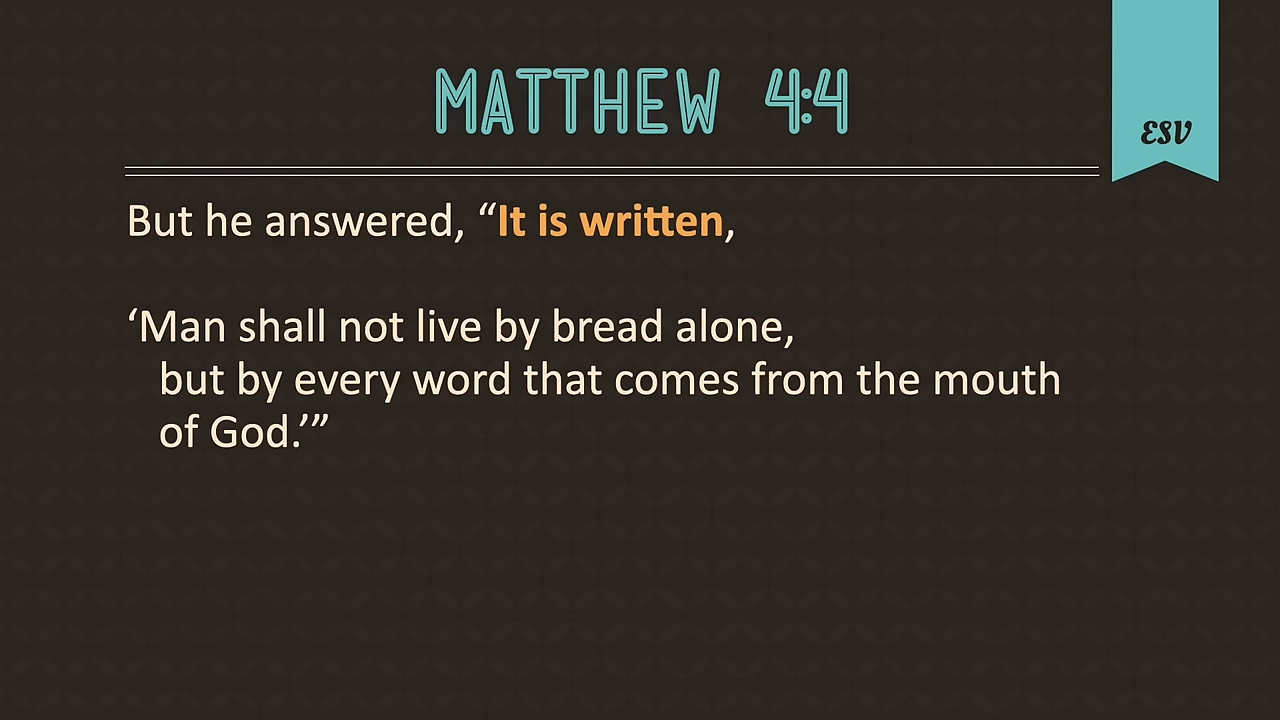 MATTHEW 4:4
ESV
But he answered, “It is written,
‘Man shall not live by bread alone,
but by every word that comes from the mouth
of God.’”